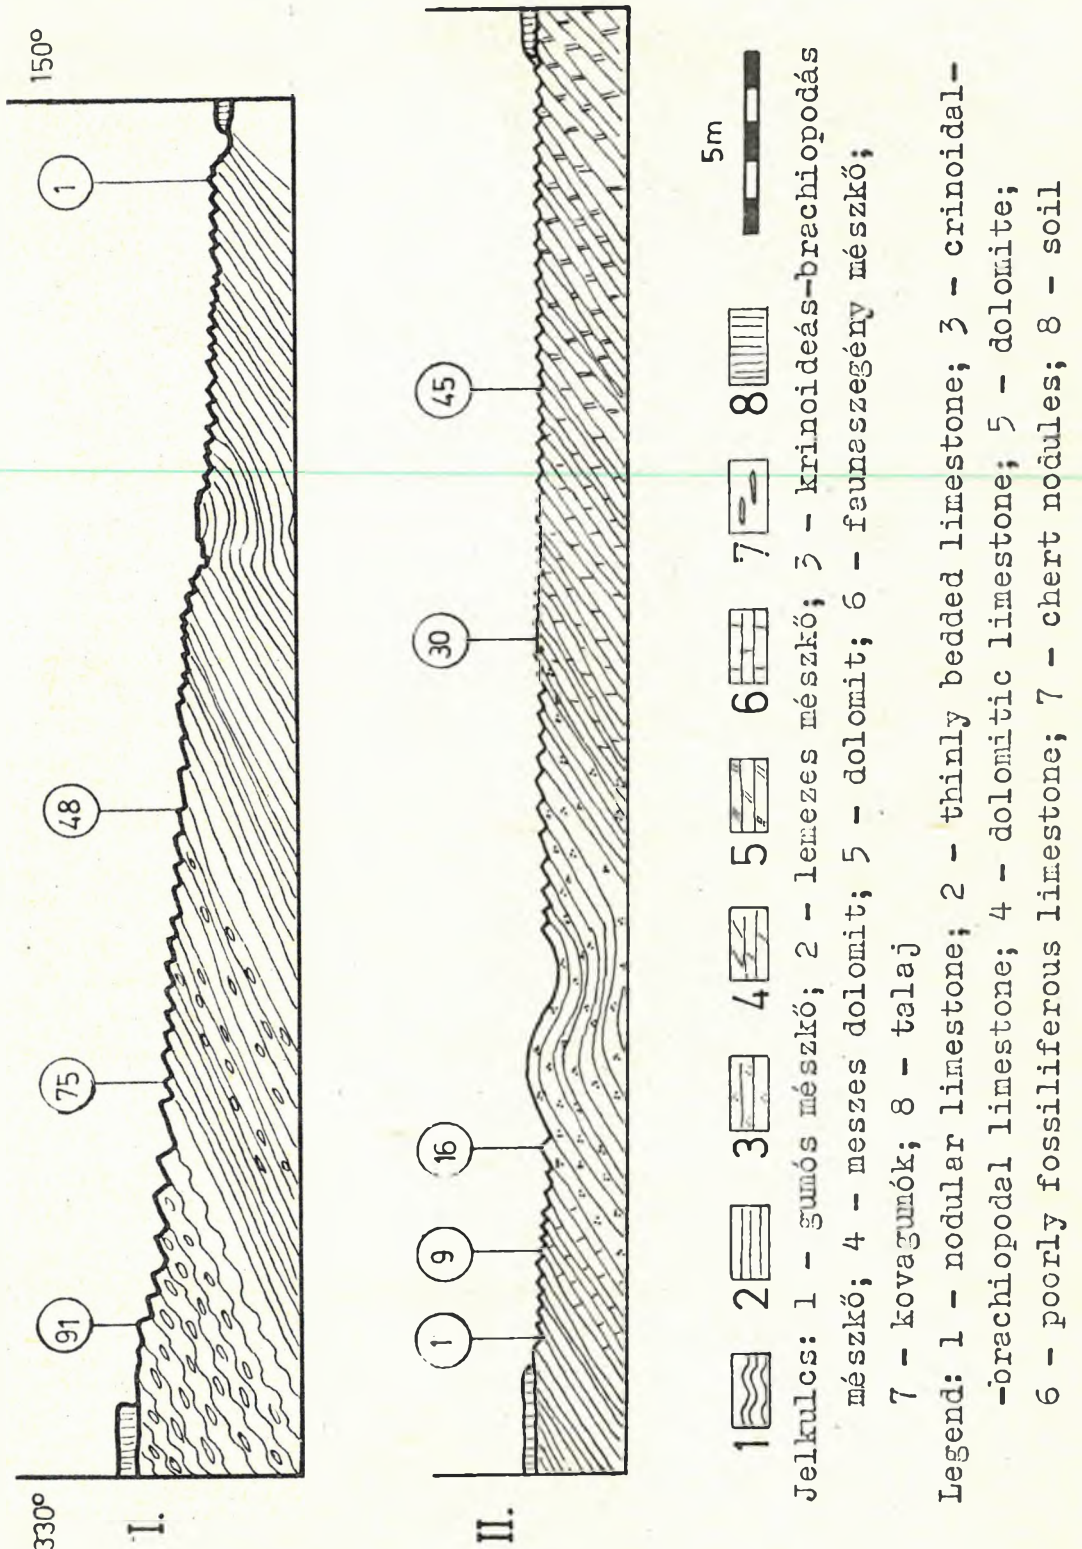 330°
150°
I.
91
75
48
1
II.
1
9
16
30
45
5m
1 2 3 4 5 6 7 8
Jelkulcs: 1 - gumós mészkő; 2 - lemezes mészkő; 3 - krinoideás-brachiopodás
mészkő; 4 - meszes dolomit; 5 - dolomit; 6 - faunaszegény mészkő;
7 - kovagumók; 8 - talaj
Legend: 1 - nodular limestone; 2 - thinly bedded limestone; 3 - crinoidal-
-brachiopodal limestone; 4 - dolomitic limestone; 5 - dolomite;
6 - poorly fossiliferous limestone; 7 - chert nodules; 8 - soil